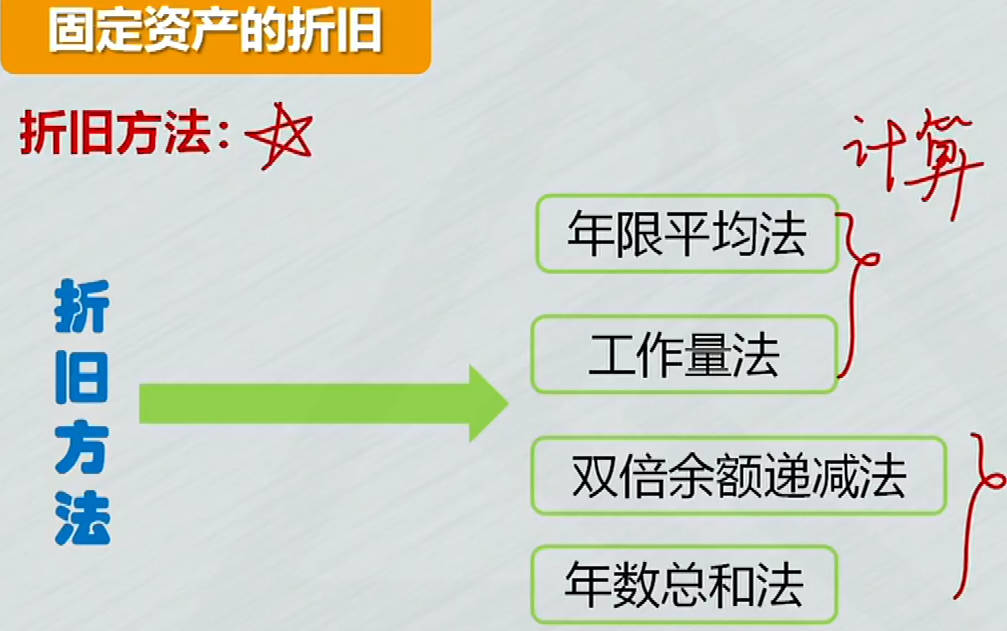 固定资产的折旧
折旧方法：
计算
年限平均法
工作量法
折旧方法
双倍余额递减法
年数总和法